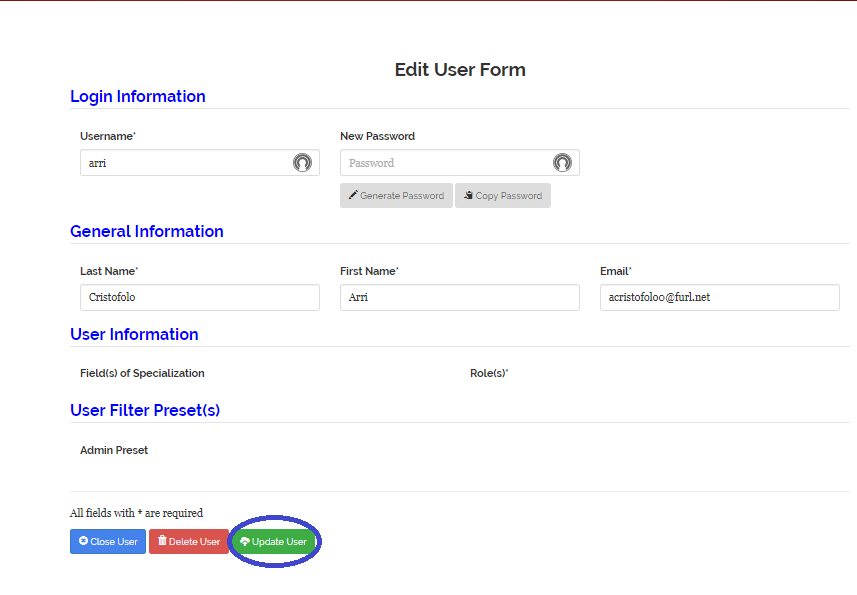 Edit User Form
Login Information
Username* New Password
arri Password
Generate Password Copy Password
General Information
Last Name* First Name* Email*
Cristofolo Arri acristofolo0@furl.net
User Information
Field(s) of Specialization Role(s)*
User Filter Preset(s)
Admin Preset
All fields with * are required
Close User Delete User Update User